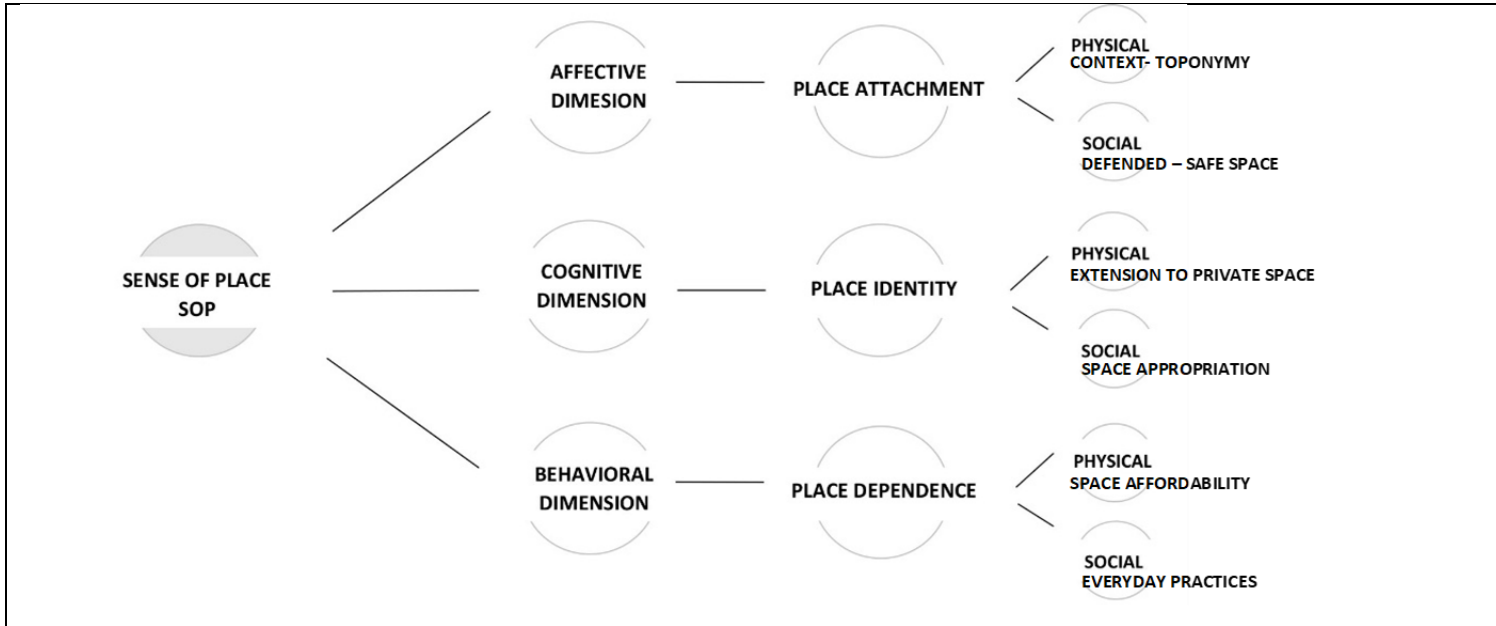 AFFECTIVE
DIMESION
PLACE ATTACHMENT
PHYSICAL
CONTEXT- TOPONYMY
SOCIAL
DEFENDED – SAFE SPACE
SENSE OF PLACE
SOP
COGNITIVE
DIMENSION
PLACE IDENTITY
PHYSICAL
EXTENSION TO PRIVATE SPACE
SOCIAL
SPACE APPROPRIATION
BEHAVIORAL
DIMENSION
PLACE DEPENDENCE
PHYSICAL
SPACE AFFORDABILITY
SOCIAL
EVERYDAY PRACTICES